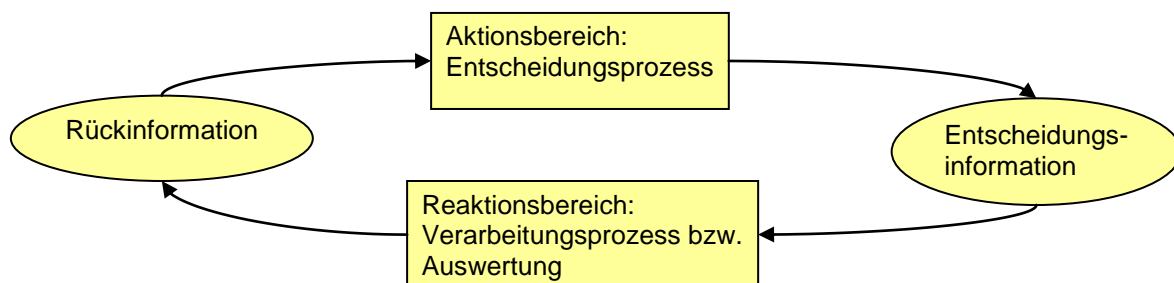 Aktionsbereich:
Entscheidungsprozess
Rückinformation
Entscheidungs-
information
Reaktionsbereich:
Verarbeitungsprozess bzw.
Auswertung